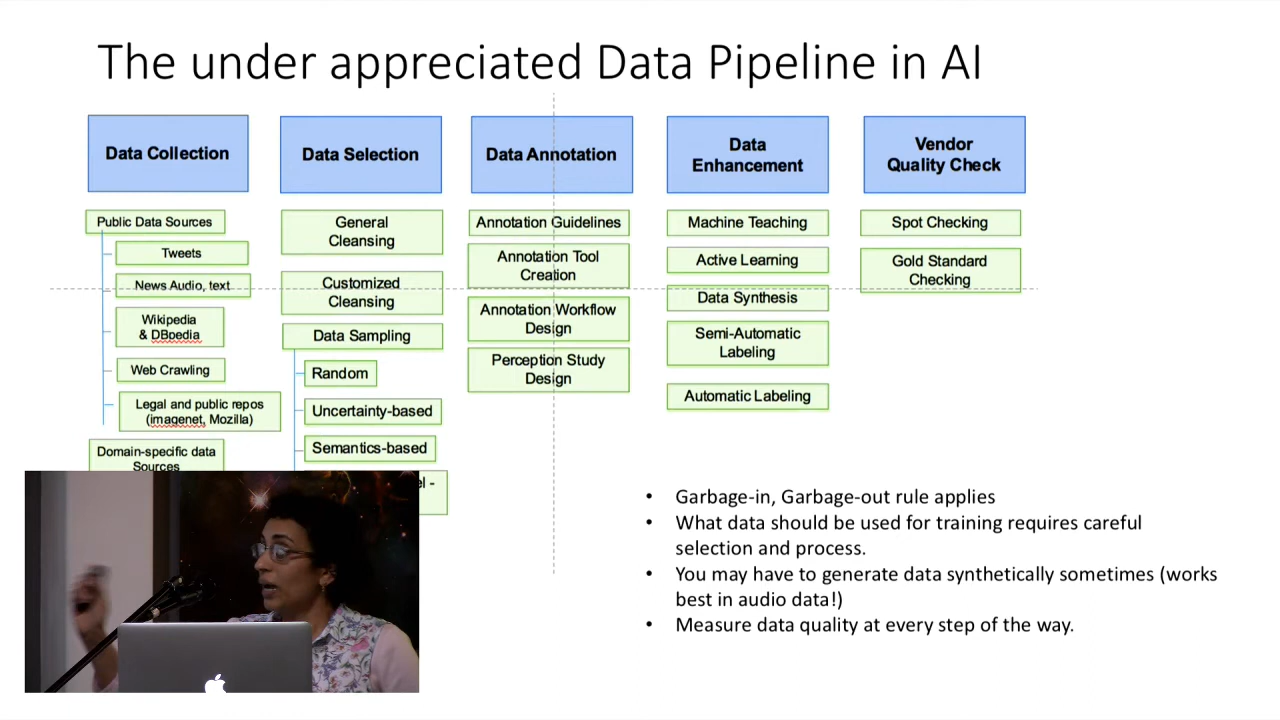 The under appreciated Data Pipeline in AI
Data Collection
Public Data Sources
Tweets
News Audio, text
Wikipedia
& DBpedia
Web Crawling
Legal and public repos
(imagenet, Mozilla)
Domain-specific data
Sources
Data Selection
General
Cleansing
Customized
Cleansing
Data Sampling
Random
Uncertainty-based
Semantics-based
Data Annotation
Annotation Guidelines
Annotation Tool
Creation
Annotation Workflow
Design
Perception Study
Design
Data
Enhancement
Machine Teaching
Active Learning
Data Synthesis
Semi-Automatic
Labeling
Automatic Labeling
Vendor
Quality Check
Spot Checking
Gold Standard
Checking
• Garbage-in, Garbage-out rule applies
• What data should be used for training requires careful
selection and process.
• You may have to generate data synthetically sometimes (works
best in audio data!)
• Measure data quality at every step of the way.